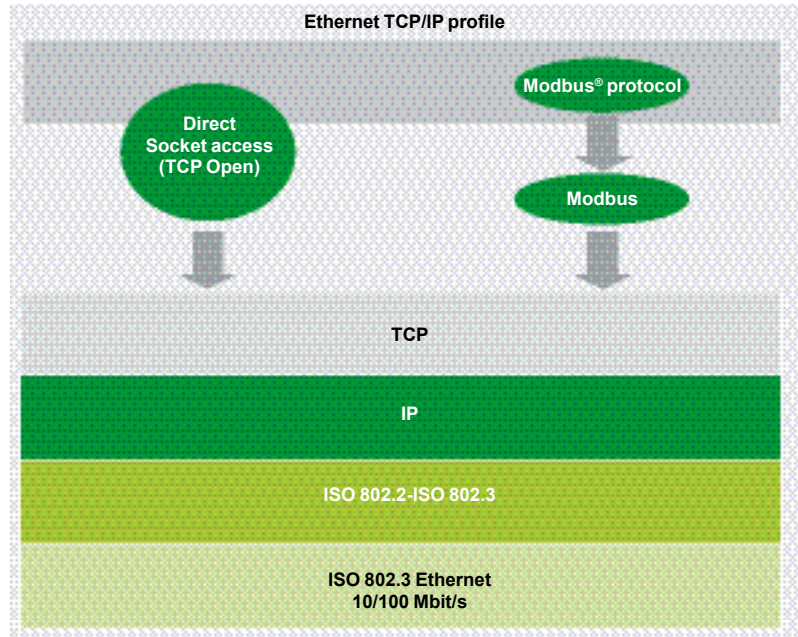 Ethernet TCP/IP profile
Modbus® protocol
Direct
Socket access
(TCP Open)
Modbus
TCP
IP
ISO 802.2-ISO 802.3
ISO 802.3 Ethernet
10/100 Mbit/s